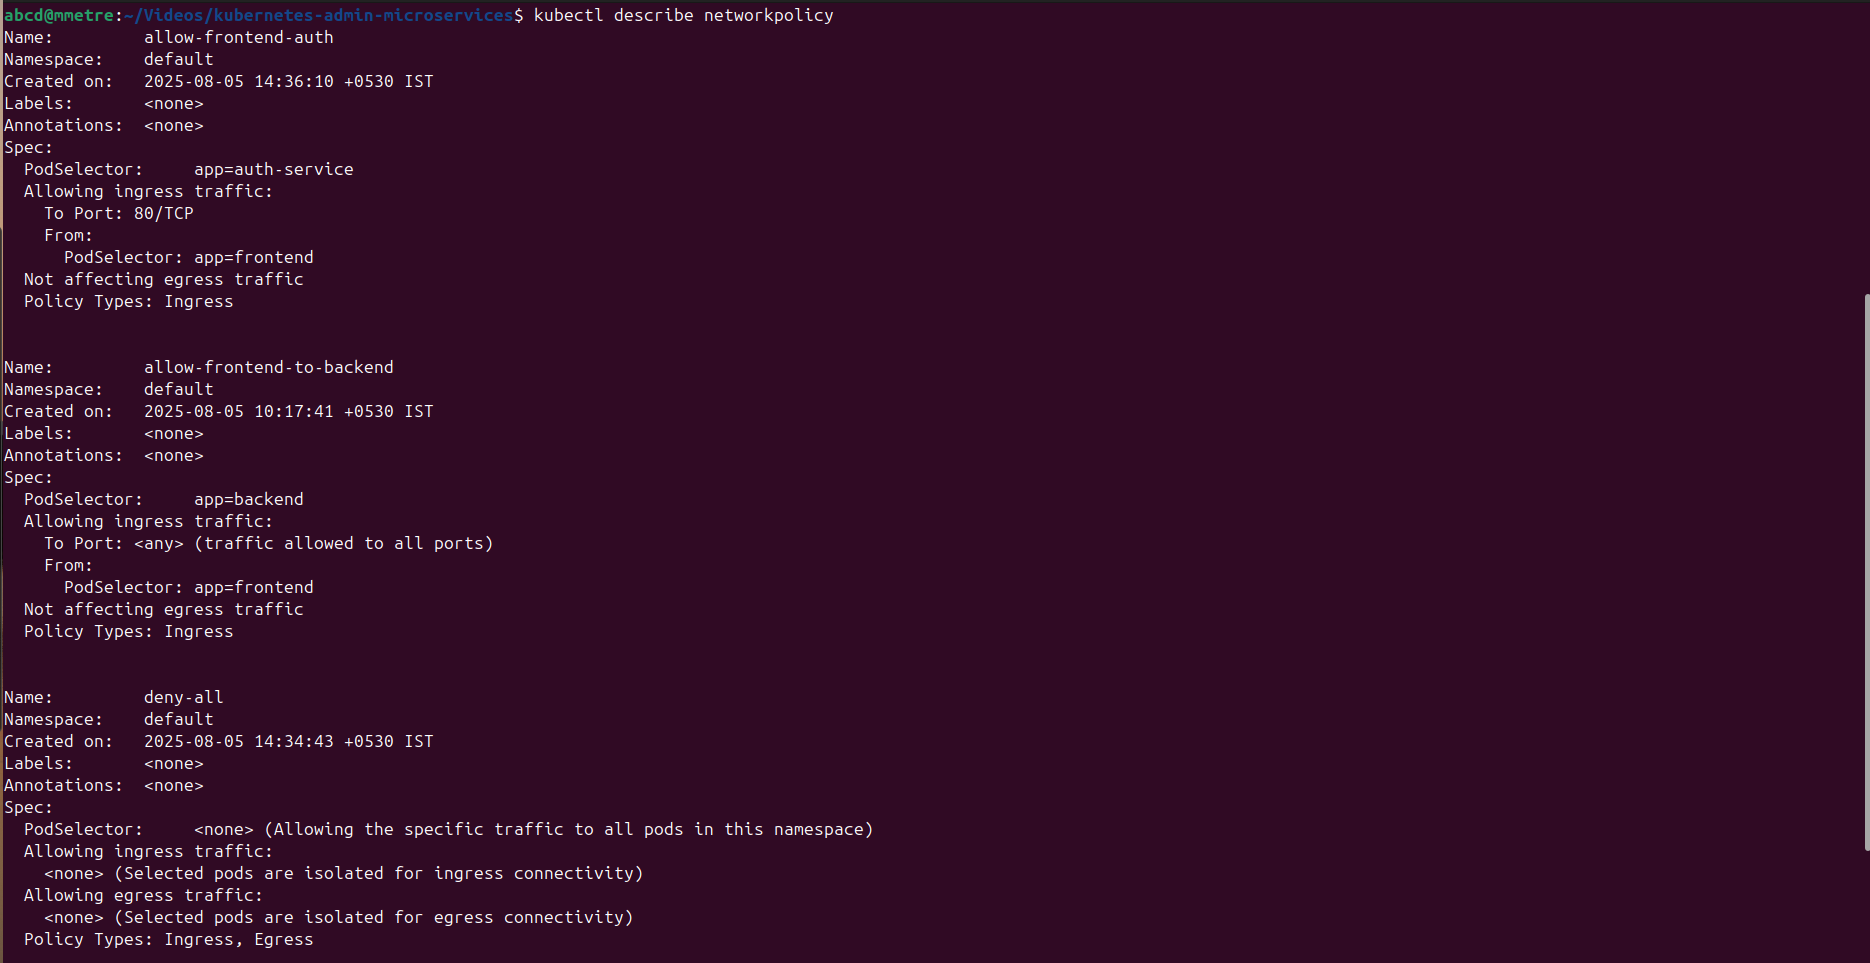 abcd@mmetre:~/Videos/kubernetes-admin-microservices$ kubectl describe networkpolicy
Name:         allow-frontend-auth
Namespace:    default
Created on:   2025-08-05 14:36:10 +0530 IST
Labels:       <none>
Annotations:  <none>
Spec:
  PodSelector:     app=auth-service
  Allowing ingress traffic:
    To Port: 80/TCP
    From:
      PodSelector: app=frontend
  Not affecting egress traffic
  Policy Types: Ingress
Name:         allow-frontend-to-backend
Namespace:    default
Created on:   2025-08-05 10:17:41 +0530 IST
Labels:       <none>
Annotations:  <none>
Spec:
  PodSelector:     app=backend
  Allowing ingress traffic:
    To Port: <any> (traffic allowed to all ports)
    From:
      PodSelector: app=frontend
  Not affecting egress traffic
  Policy Types: Ingress
Name:         deny-all
Namespace:    default
Created on:   2025-08-05 14:34:43 +0530 IST
Labels:       <none>
Annotations:  <none>
Spec:
  PodSelector:     <none> (Allowing the specific traffic to all pods in this namespace)
  Allowing ingress traffic:
    <none> (Selected pods are isolated for ingress connectivity)
  Allowing egress traffic:
    <none> (Selected pods are isolated for egress connectivity)
  Policy Types: Ingress, Egress